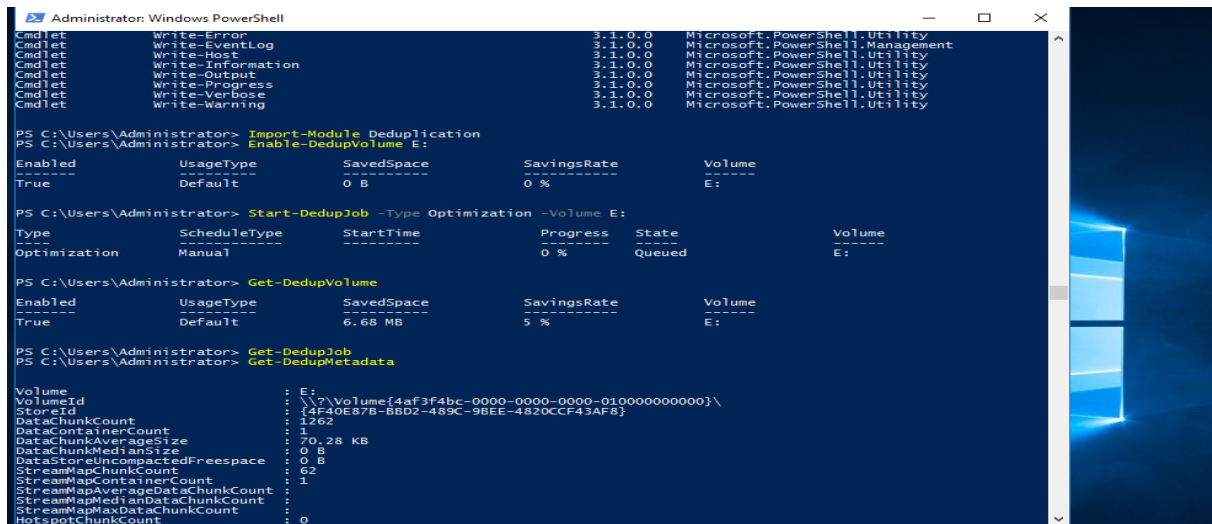 Administrator: Windows PowerShell
Cmdlet Write-Error 3.1.0.0 Microsoft.PowerShell.Utility
Cmdlet Write-EventLog 3.1.0.0 Microsoft.PowerShell.Management
Cmdlet Write-Host 3.1.0.0 Microsoft.PowerShell.Utility
Cmdlet Write-Information 3.1.0.0 Microsoft.PowerShell.Utility
Cmdlet Write-Output 3.1.0.0 Microsoft.PowerShell.Utility
Cmdlet Write-Progress 3.1.0.0 Microsoft.PowerShell.Utility
Cmdlet Write-Verbose 3.1.0.0 Microsoft.PowerShell.Utility
Cmdlet Write-Warning 3.1.0.0 Microsoft.PowerShell.Utility
PS C:\Users\Administrator> Import-Module Deduplication
PS C:\Users\Administrator> Enable-DedupVolume E:
Enabled UsageType SavedSpace SavingsRate Volume
------- --------- ---------- ----------- ------
True Default 0 B 0 % E:
PS C:\Users\Administrator> Start-DedupJob -Type Optimization -Volume E:
Type ScheduleType StartTime Progress State Volume
---- ------------ --------- -------- ----- ------
Optimization Manual 0 % Queued E:
PS C:\Users\Administrator> Get-DedupVolume
Enabled UsageType SavedSpace SavingsRate Volume
------- --------- ---------- ----------- ------
True Default 6.68 MB 5 % E:
PS C:\Users\Administrator> Get-DedupJob
PS C:\Users\Administrator> Get-DedupMetadata
Volume : E:
VolumeId : \\?\Volume{4af3f4bc-0000-0000-0000-010000000000}\
StoreId : {4F40E87B-BBD2-489C-9BEE-4820CCF43AF8}
DataChunkCount : 1262
DataContainerCount : 1
DataChunkAverageSize : 70.28 KB
DataChunkMedianSize : 0 B
DataStoreUncompactedFreespace : 0 B
StreamMapChunkCount : 62
StreamMapContainerCount : 1
StreamMapAverageDataChunkCount :
StreamMapMedianDataChunkCount :
StreamMapMaxDataChunkCount :
HotspotChunkCount : 0